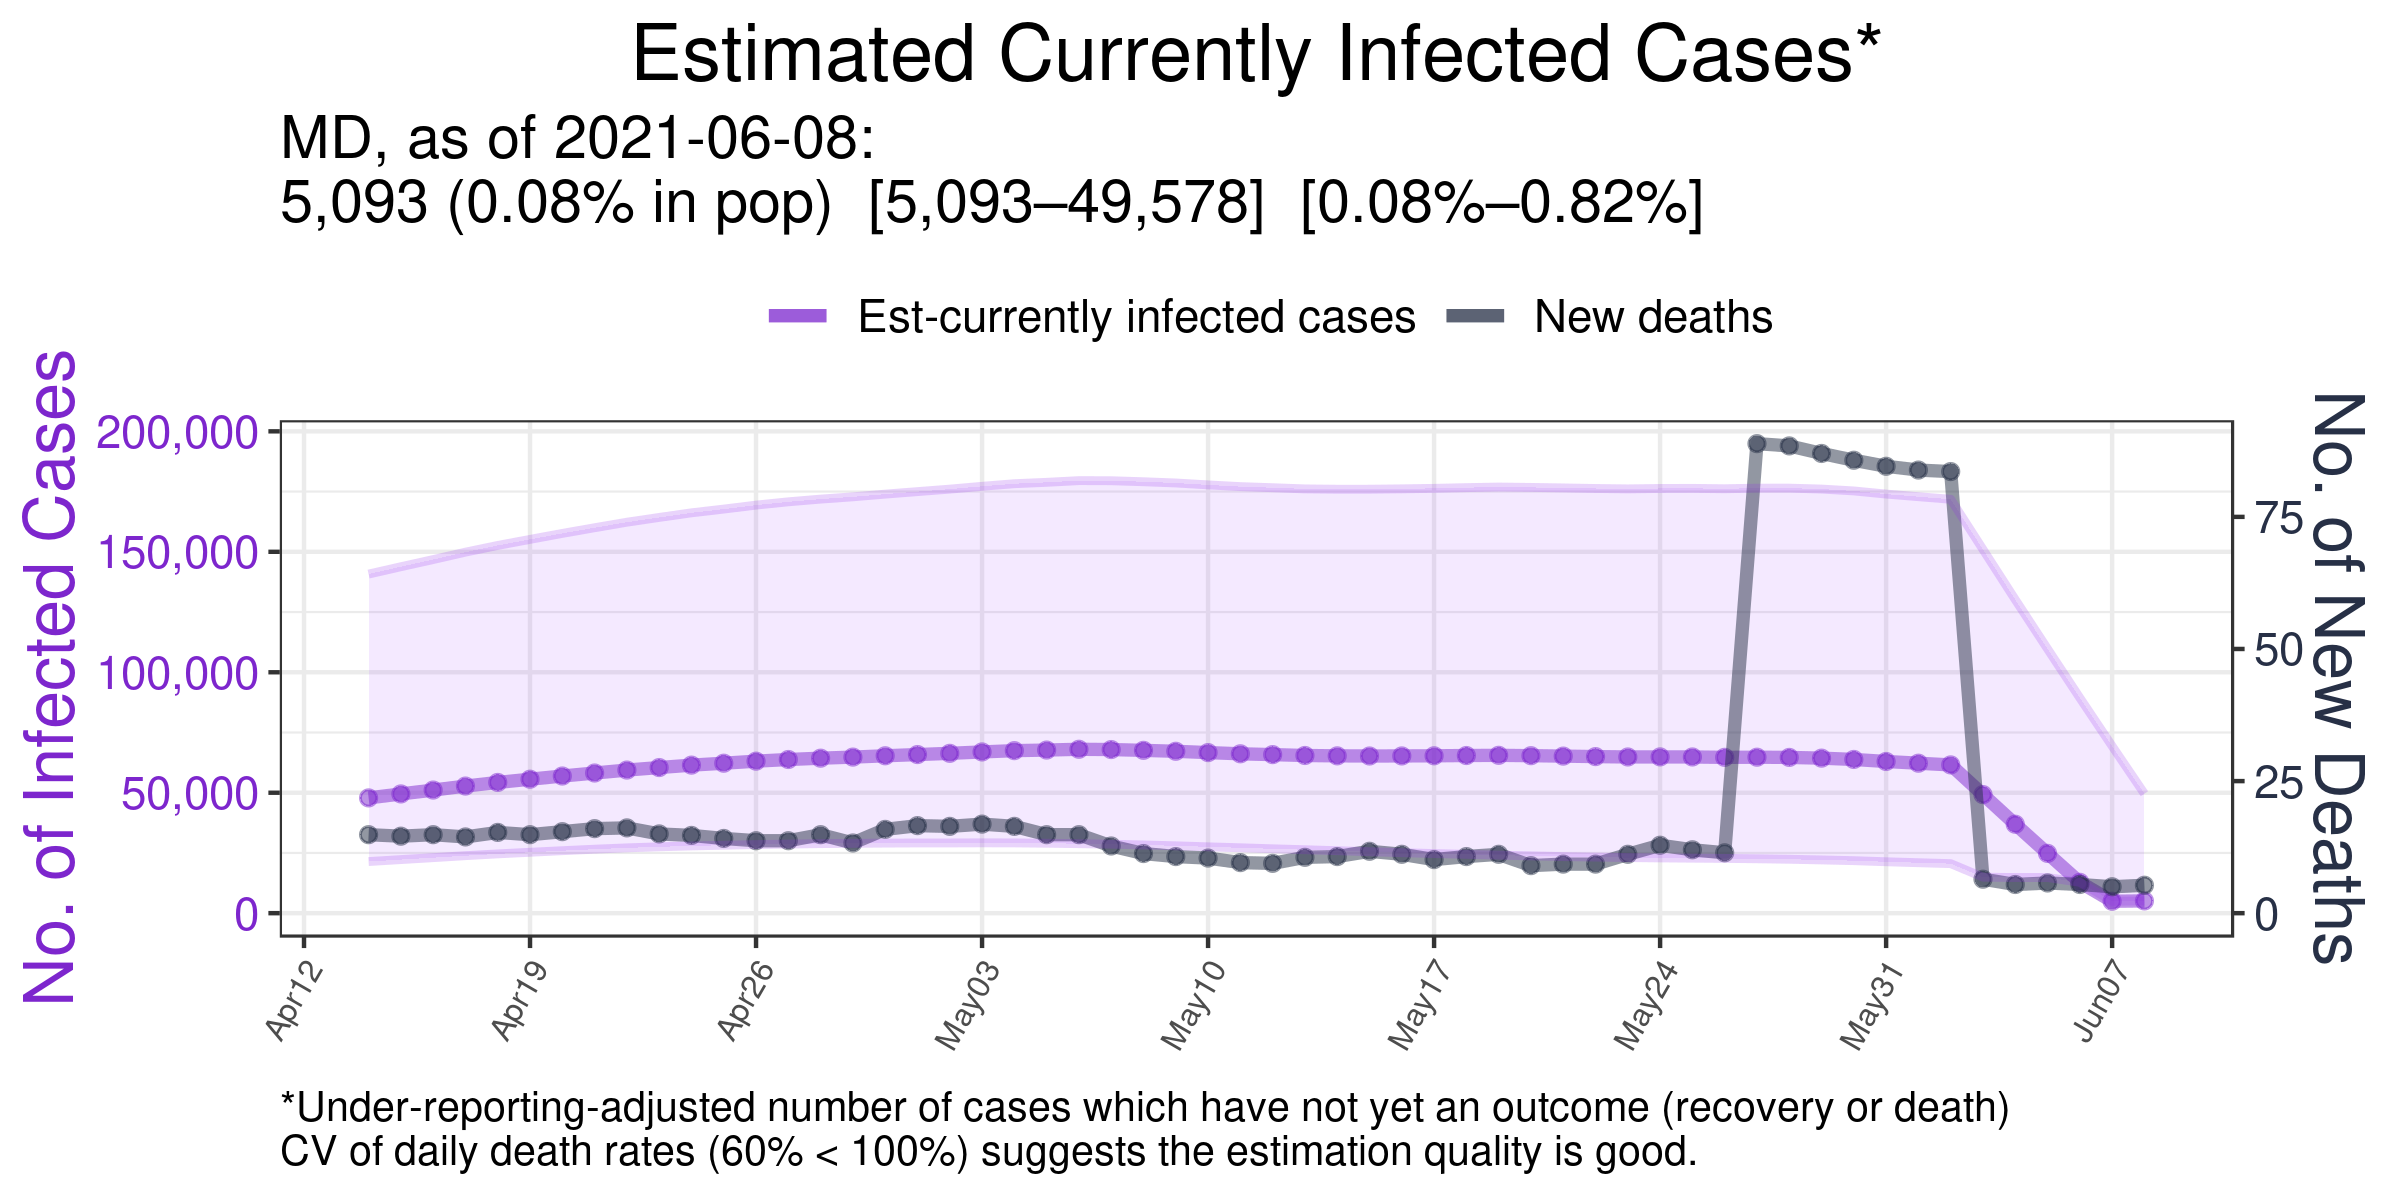 Estimated Currently Infected Cases*
MD, as of 2021-06-08:
5,093 (0.08% in pop)  [5,093–49,578]  [0.08%–0.82%]
Est-currently infected cases
New deaths
No. of Infected Cases
200,000
150,000
100,000
50,000
0
No. of New Deaths
75
50
25
0
Apr12
Apr19
Apr26
May03
May10
May17
May24
May31
Jun07
*Under-reporting-adjusted number of cases which have not yet an outcome (recovery or death)
CV of daily death rates (60% < 100%) suggests the estimation quality is good.